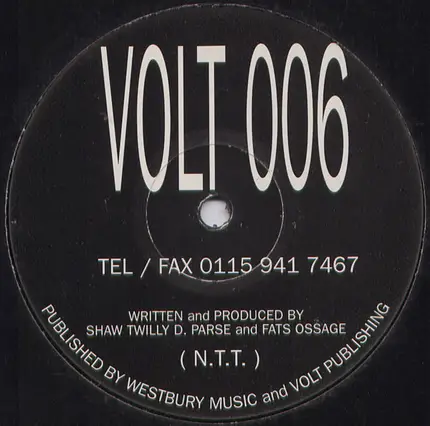 VOLT 006
TEL / FAX 0115 941 7467
WRITTEN and PRODUCED BY
SHAW TWILLY D. PARSE and FATS OSSAGE
( N.T.T. )
PUBLISHED BY WESTBURY MUSIC and VOLT PUBLISHING